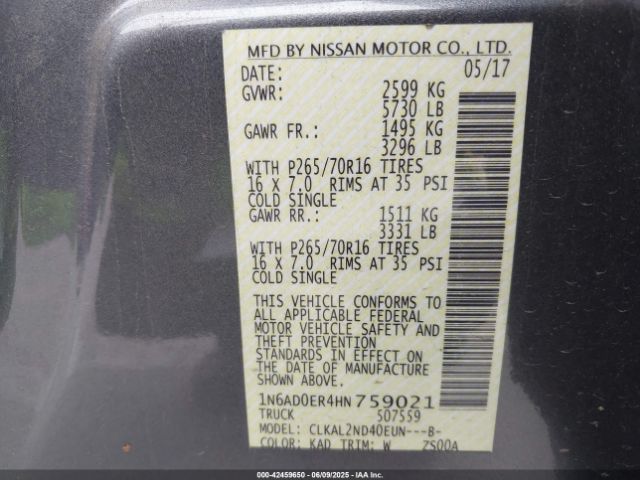 MFD BY NISSAN MOTOR CO., LTD.
DATE: 05/17
GVWR: 2599 KG
5730 LB
GAWR FR.: 1495 KG
3296 LB
WITH P265/70R16 TIRES
16 X 7.0 RIMS AT 35 PSI
COLD SINGLE
GAWR RR.: 1511 KG
3331 LB
WITH P265/70R16 TIRES
16 X 7.0 RIMS AT 35 PSI
COLD SINGLE
THIS VEHICLE CONFORMS TO
ALL APPLICABLE FEDERAL
MOTOR VEHICLE SAFETY AND
THEFT PREVENTION
STANDARDS IN EFFECT ON
THE DATE OF MANUFACTURE
SHOWN ABOVE.
1N6AD0ER4HN759021
TRUCK 507559
MODEL: CLKAL2ND40EUN---B-
COLOR: KAD TRIM: W ZS00A
000-42459650 06/09/2025 IAAI.com